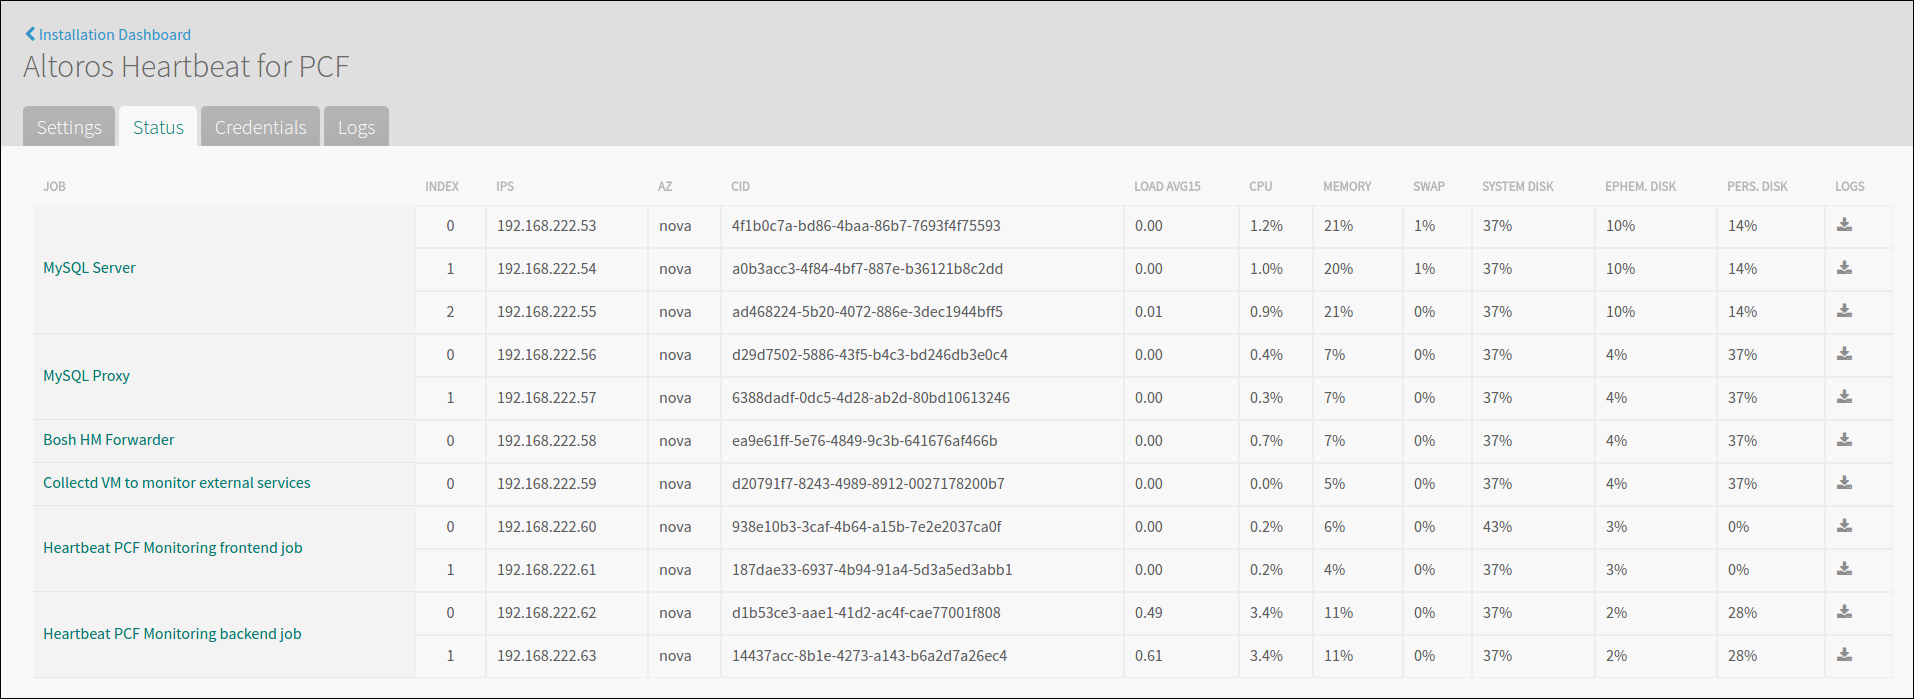 Installation Dashboard
Altoros Heartbeat for PCF
Settings Status Credentials Logs
JOB INDEX IPS AZ CID LOAD AVG15 CPU MEMORY SWAP SYSTEM DISK EPHEM. DISK PERS. DISK LOGS
MySQL Server
0 192.168.222.53 nova 4f1b0c7a-bd86-4baa-86b7-7693f4f75593 0.00 1.2% 21% 1% 37% 10% 14%
1 192.168.222.54 nova a0b3acc3-4f84-4bf7-887e-b36121b8c2dd 0.00 1.0% 20% 1% 37% 10% 14%
2 192.168.222.55 nova ad468224-5b20-4072-886e-3dec1944bff5 0.01 0.9% 21% 0% 37% 10% 14%
MySQL Proxy
0 192.168.222.56 nova d29d7502-5886-43f5-b4c3-bd246db3e0c4 0.00 0.4% 7% 0% 37% 4% 37%
1 192.168.222.57 nova 6388dadf-0dc5-4d28-ab2d-80bd10613246 0.00 0.3% 7% 0% 37% 4% 37%
Bosh HM Forwarder 0 192.168.222.58 nova ea9e61ff-5e76-4849-9c3b-641676af466b 0.00 0.7% 7% 0% 37% 4% 37%
Collectd VM to monitor external services 0 192.168.222.59 nova d20791f7-8243-4989-8912-0027178200b7 0.00 0.0% 5% 0% 37% 4% 37%
Heartbeat PCF Monitoring frontend job
0 192.168.222.60 nova 938e10b3-3caf-4b64-a15b-7e2e2037ca0f 0.00 0.2% 6% 0% 43% 3% 0%
1 192.168.222.61 nova 187dae33-6937-4b94-91a4-5d3a5ed3abb1 0.00 0.2% 4% 0% 37% 3% 0%
Heartbeat PCF Monitoring backend job
0 192.168.222.62 nova d1b53ce3-aae1-41d2-ac4f-cae77001f808 0.49 3.4% 11% 0% 37% 2% 28%
1 192.168.222.63 nova 14437acc-8b1e-4273-a143-b6a2d7a26ec4 0.61 3.4% 11% 0% 37% 2% 28%